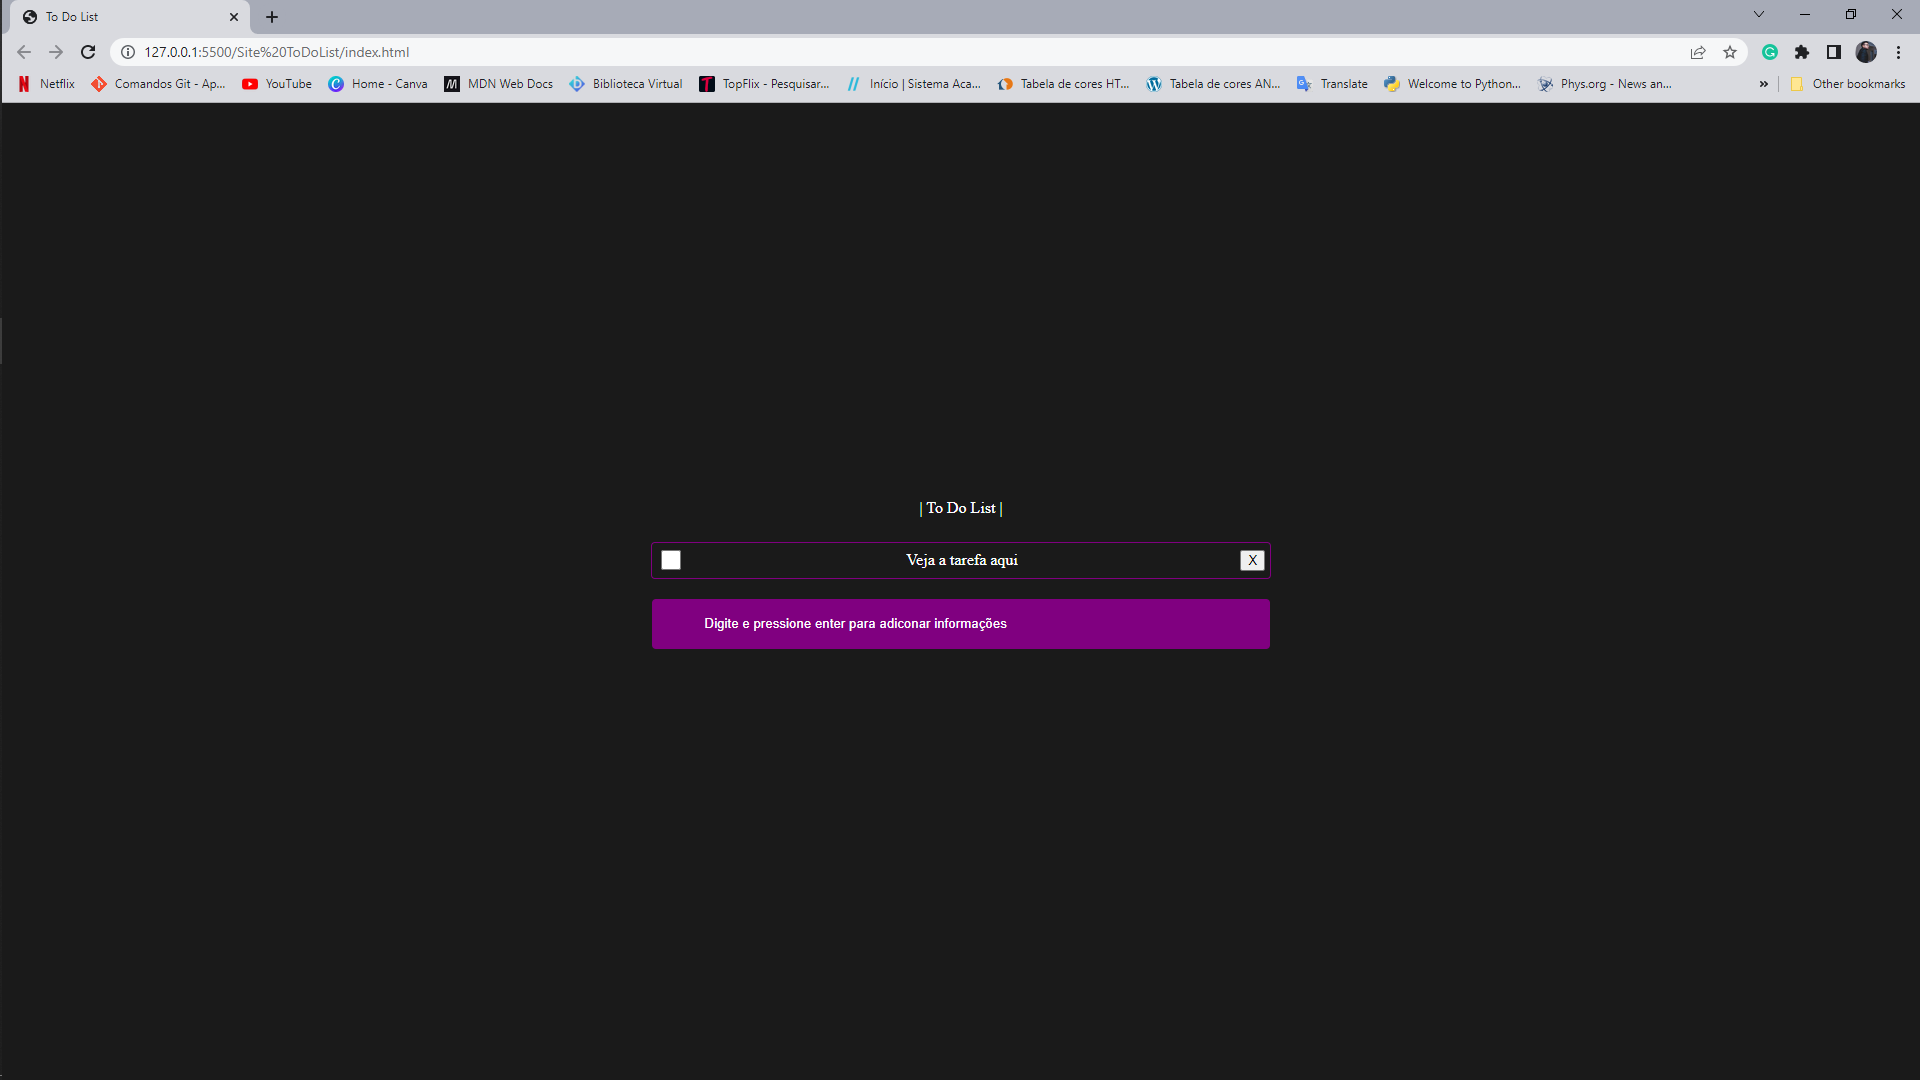 To Do List
127.0.0.1:5500/Site%20ToDoList/index.html
Netflix Comandos Git - Ap... YouTube Home - Canva MDN Web Docs Biblioteca Virtual TopFlix - Pesquisar... Início | Sistema Aca... Tabela de cores HT... Tabela de cores AN... Translate Welcome to Python... Phys.org - News an... » Other bookmarks
| To Do List |
Veja a tarefa aqui X
Digite e pressione enter para adiconar informações